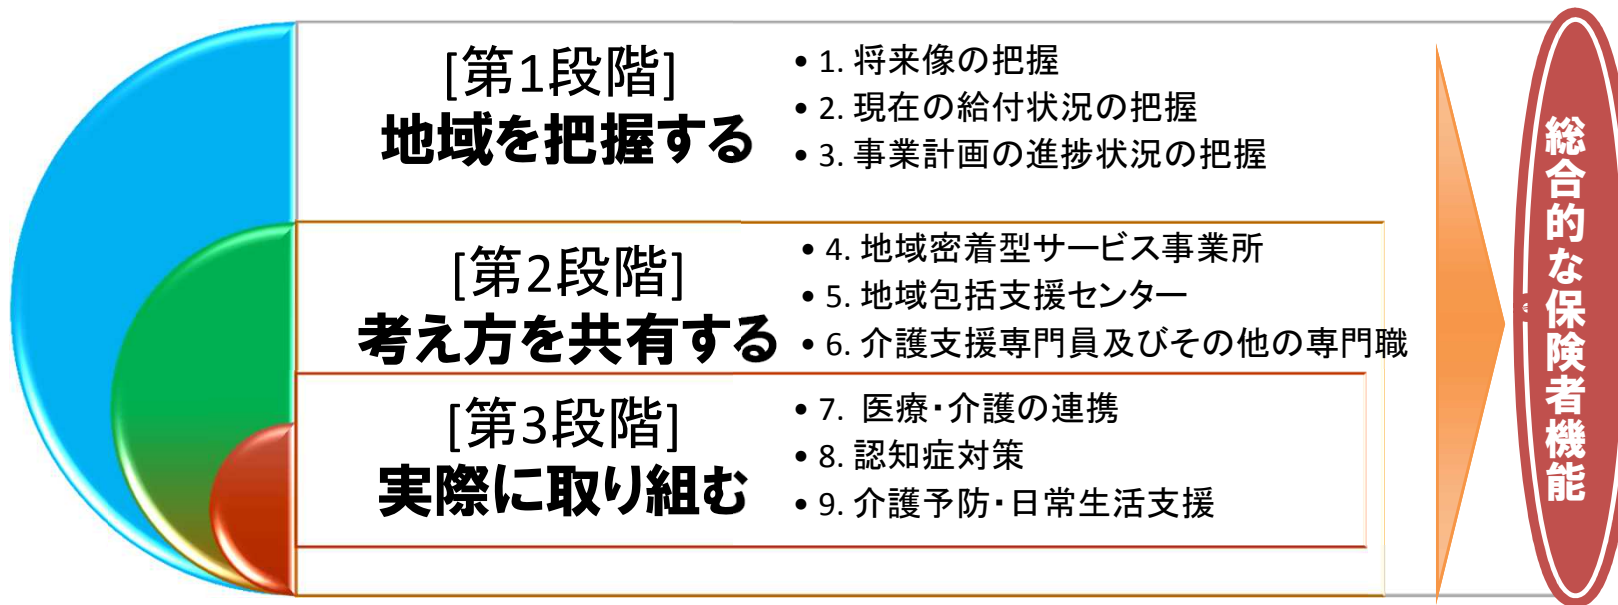 [第1段階]
地域を把握する
• 1. 将来像の把握
• 2. 現在の給付状況の把握
• 3. 事業計画の進捗状況の把握
[第2段階]
考え方を共有する
• 4. 地域密着型サービス事業所
• 5. 地域包括支援センター
• 6. 介護支援専門員及びその他の専門職
[第3段階]
実際に取り組む
• 7. 医療・介護の連携
• 8. 認知症対策
• 9. 介護予防・日常生活支援
総合的な保険者機能